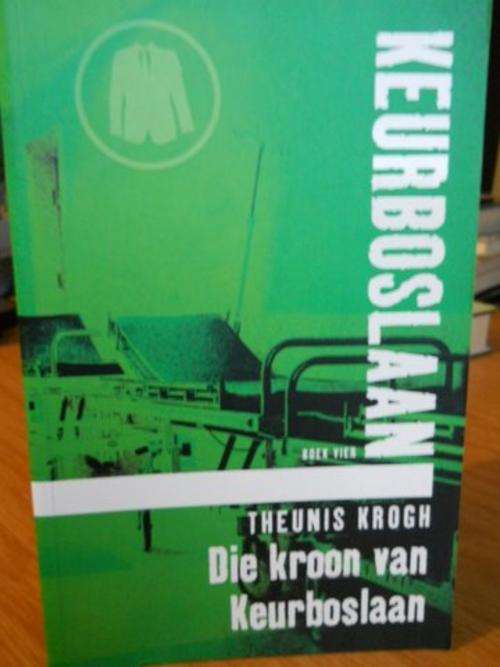 KEURBOSLAAN
BOEK VIER
THEUNIS KROGH
Die kroon van
Keurboslaan